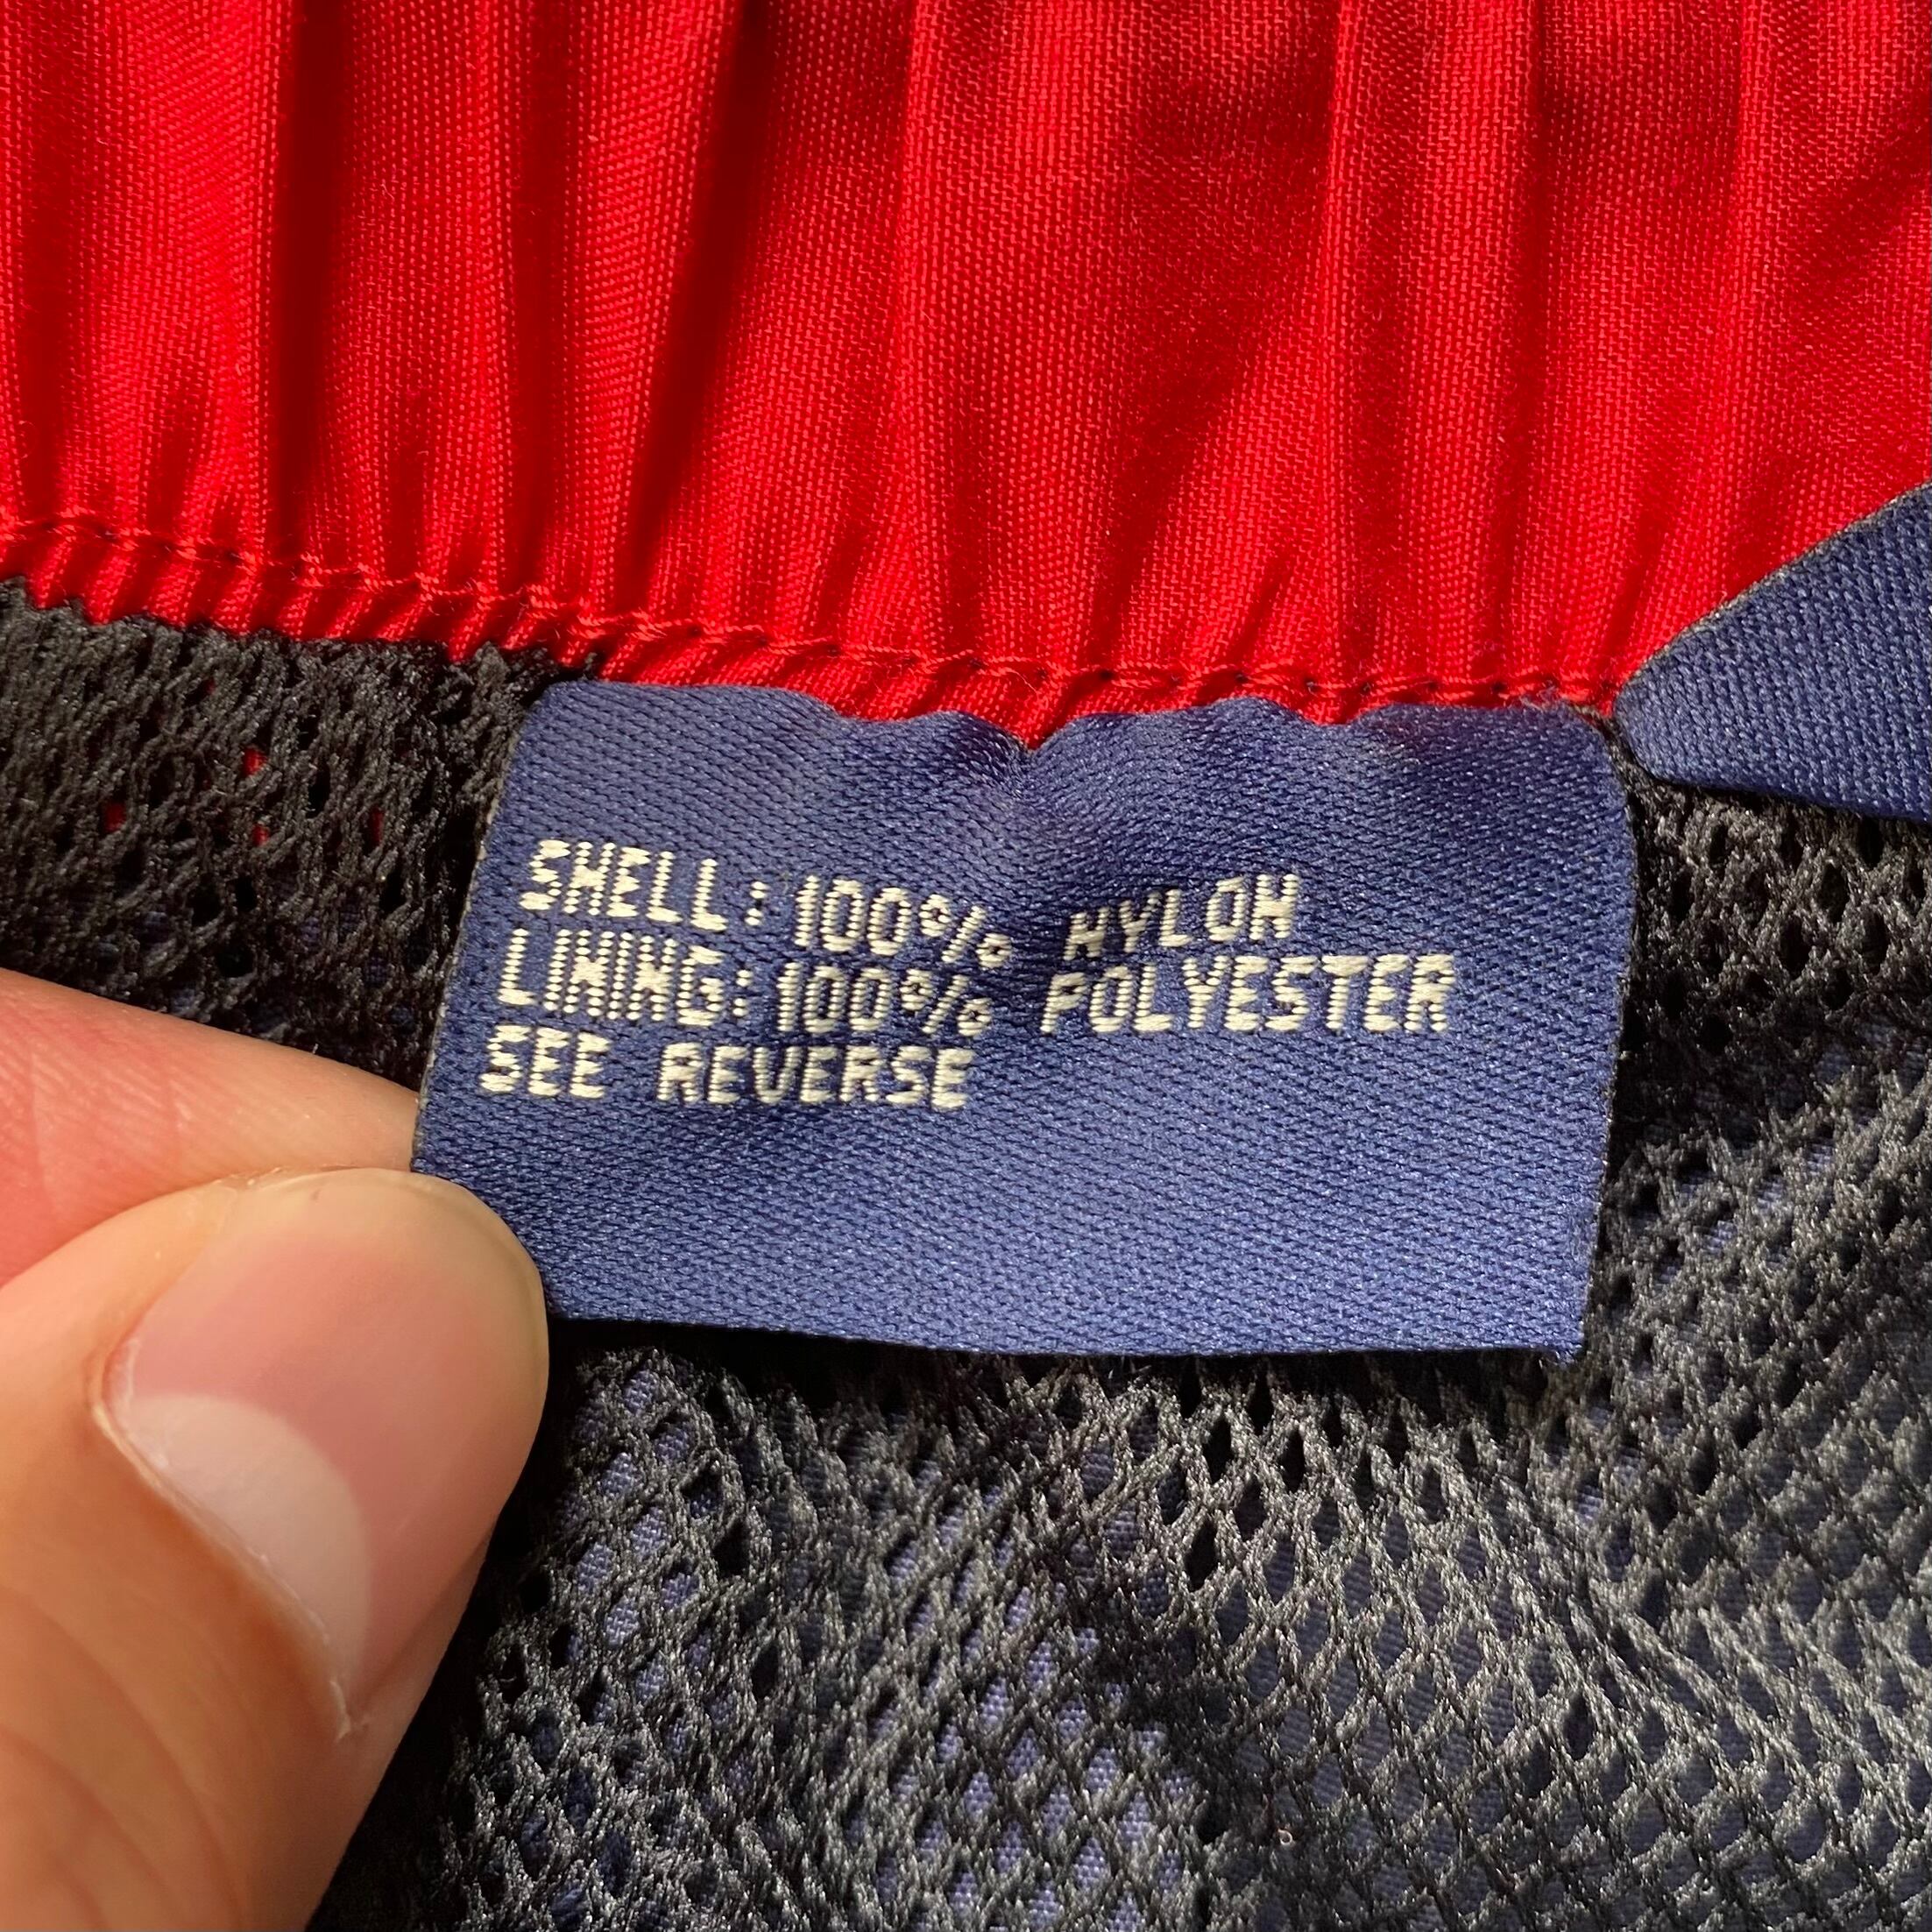 SHELL: 100% NYLON
LINING: 100% POLYESTER
SEE REVERSE